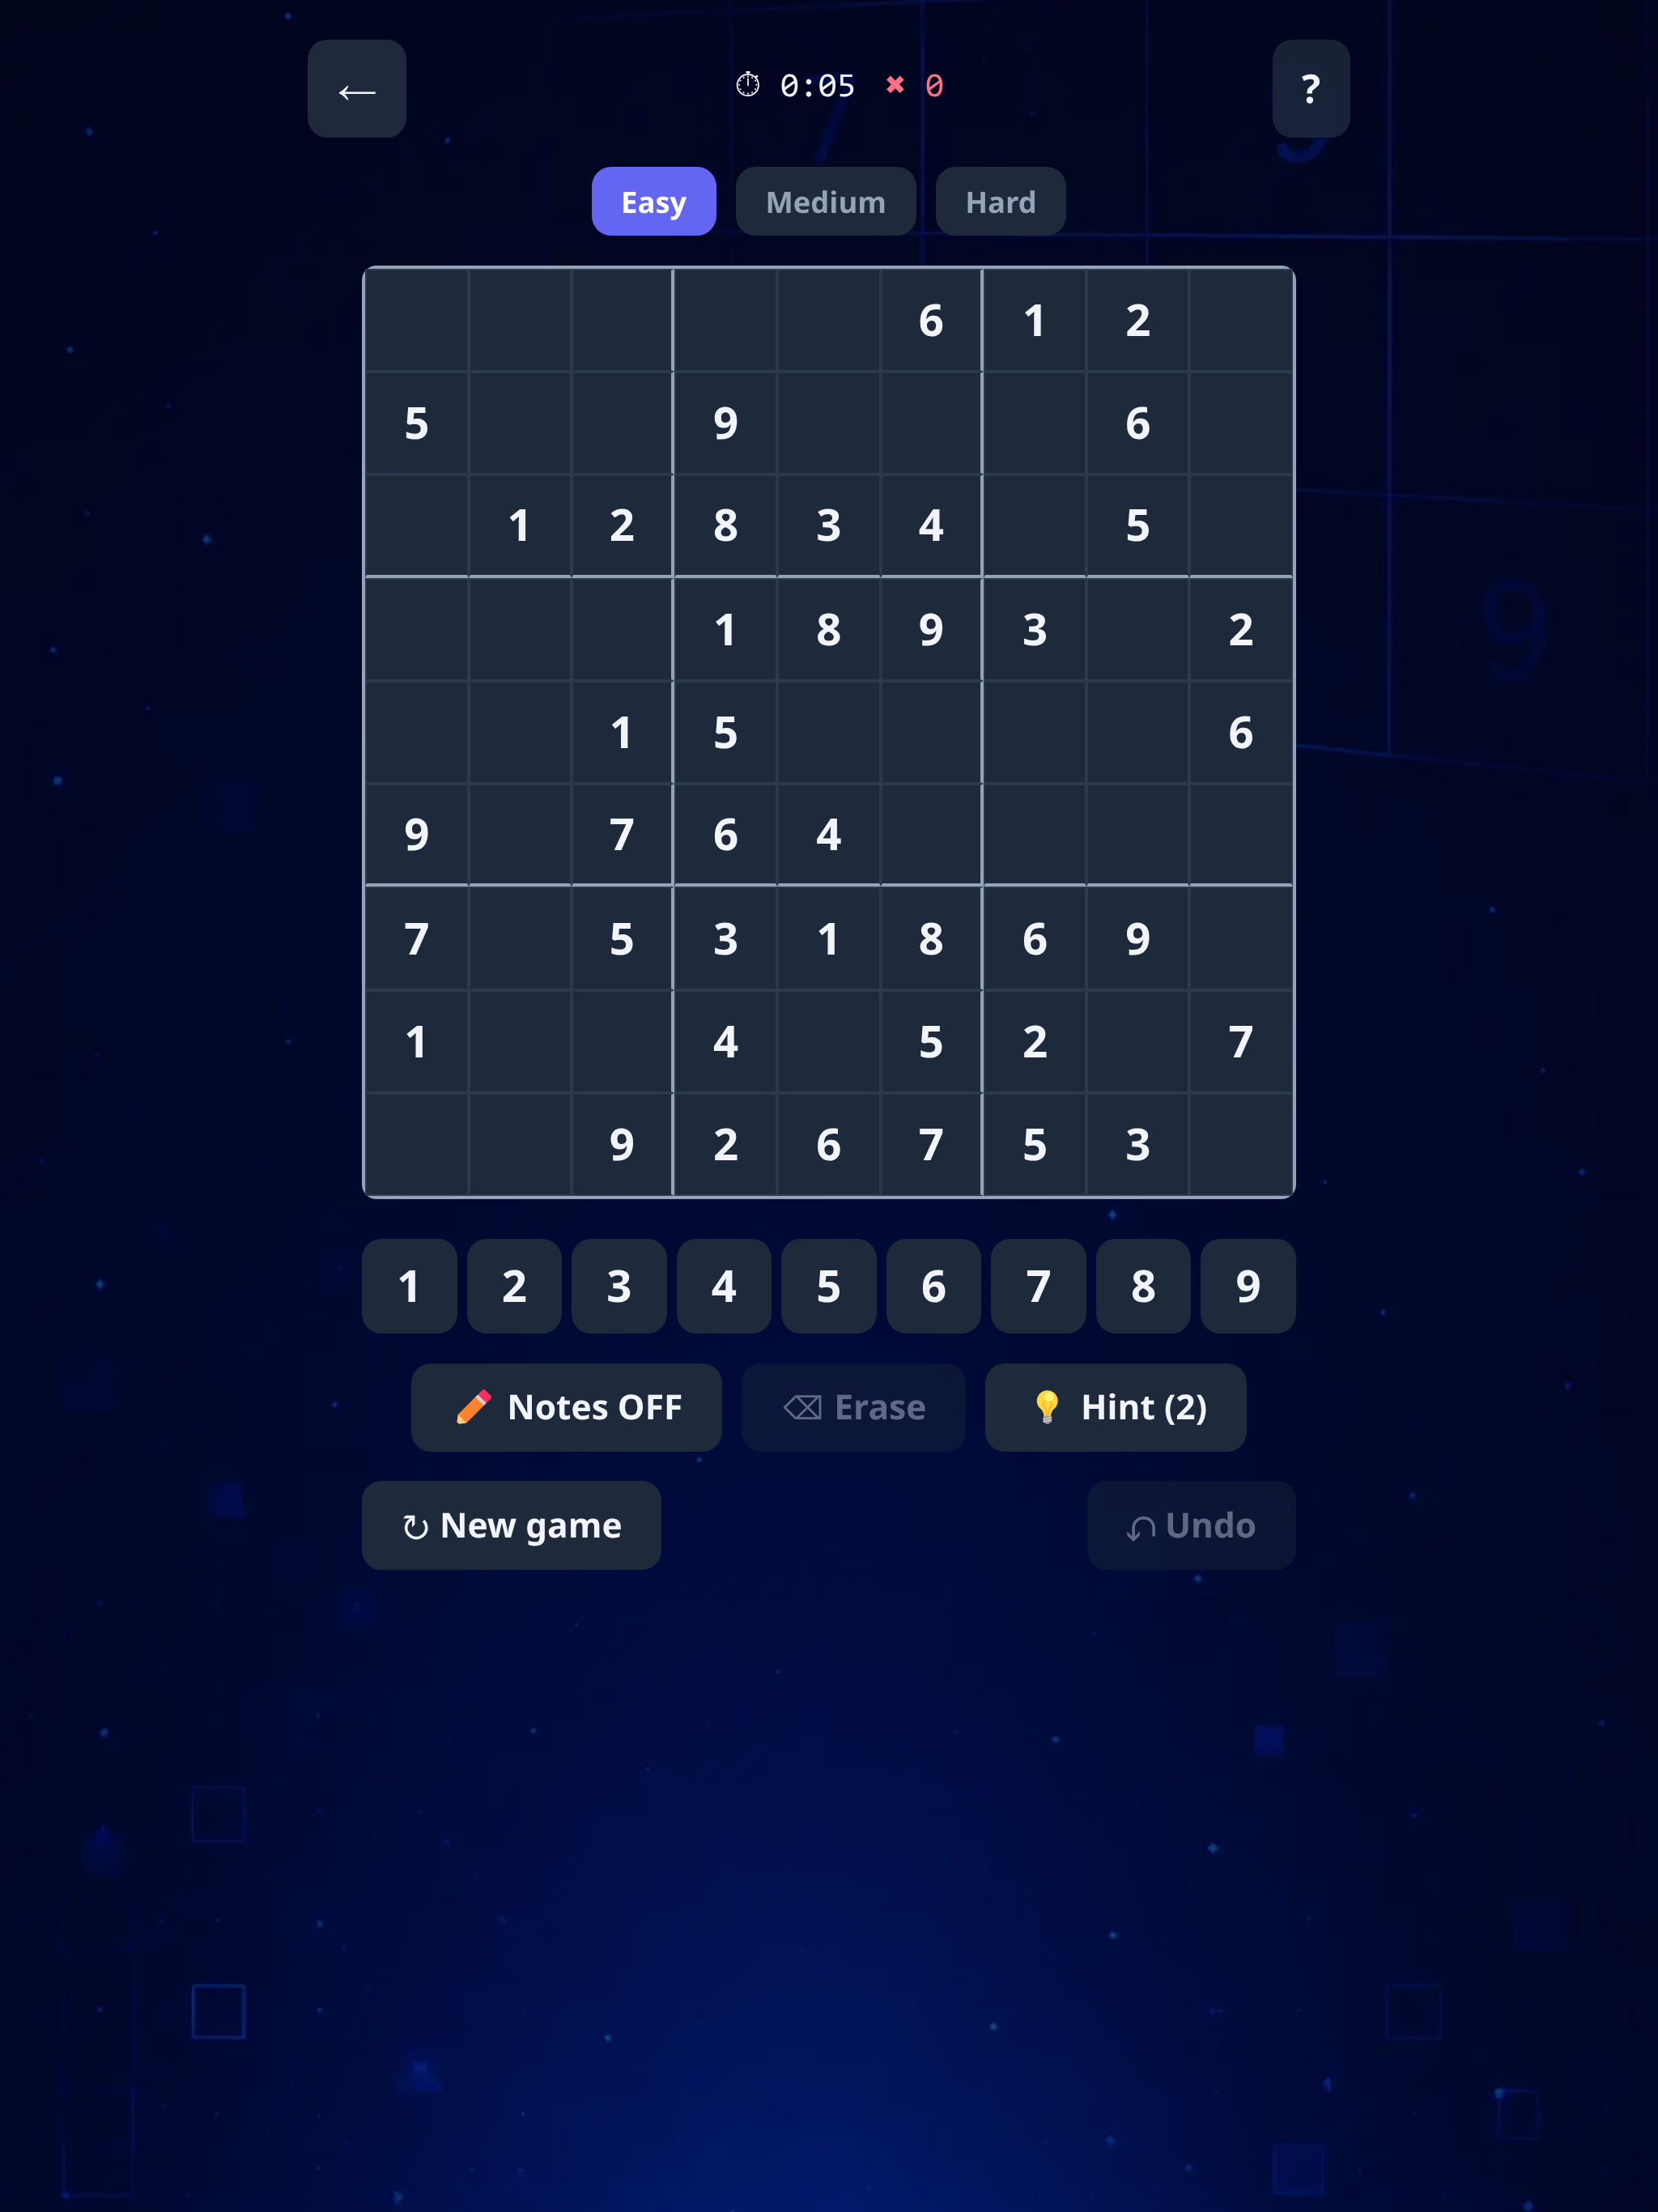 ← ⏱ 0:05 ✖ 0 ?
Easy Medium Hard
6 1 2
5 9 6
1 2 8 3 4 5
1 8 9 3 2
1 5 6
9 7 6 4
7 5 3 1 8 6 9
1 4 5 2 7
9 2 6 7 5 3
1 2 3 4 5 6 7 8 9
✏️ Notes OFF ⌫ Erase 💡 Hint (2)
↻ New game ⤺ Undo